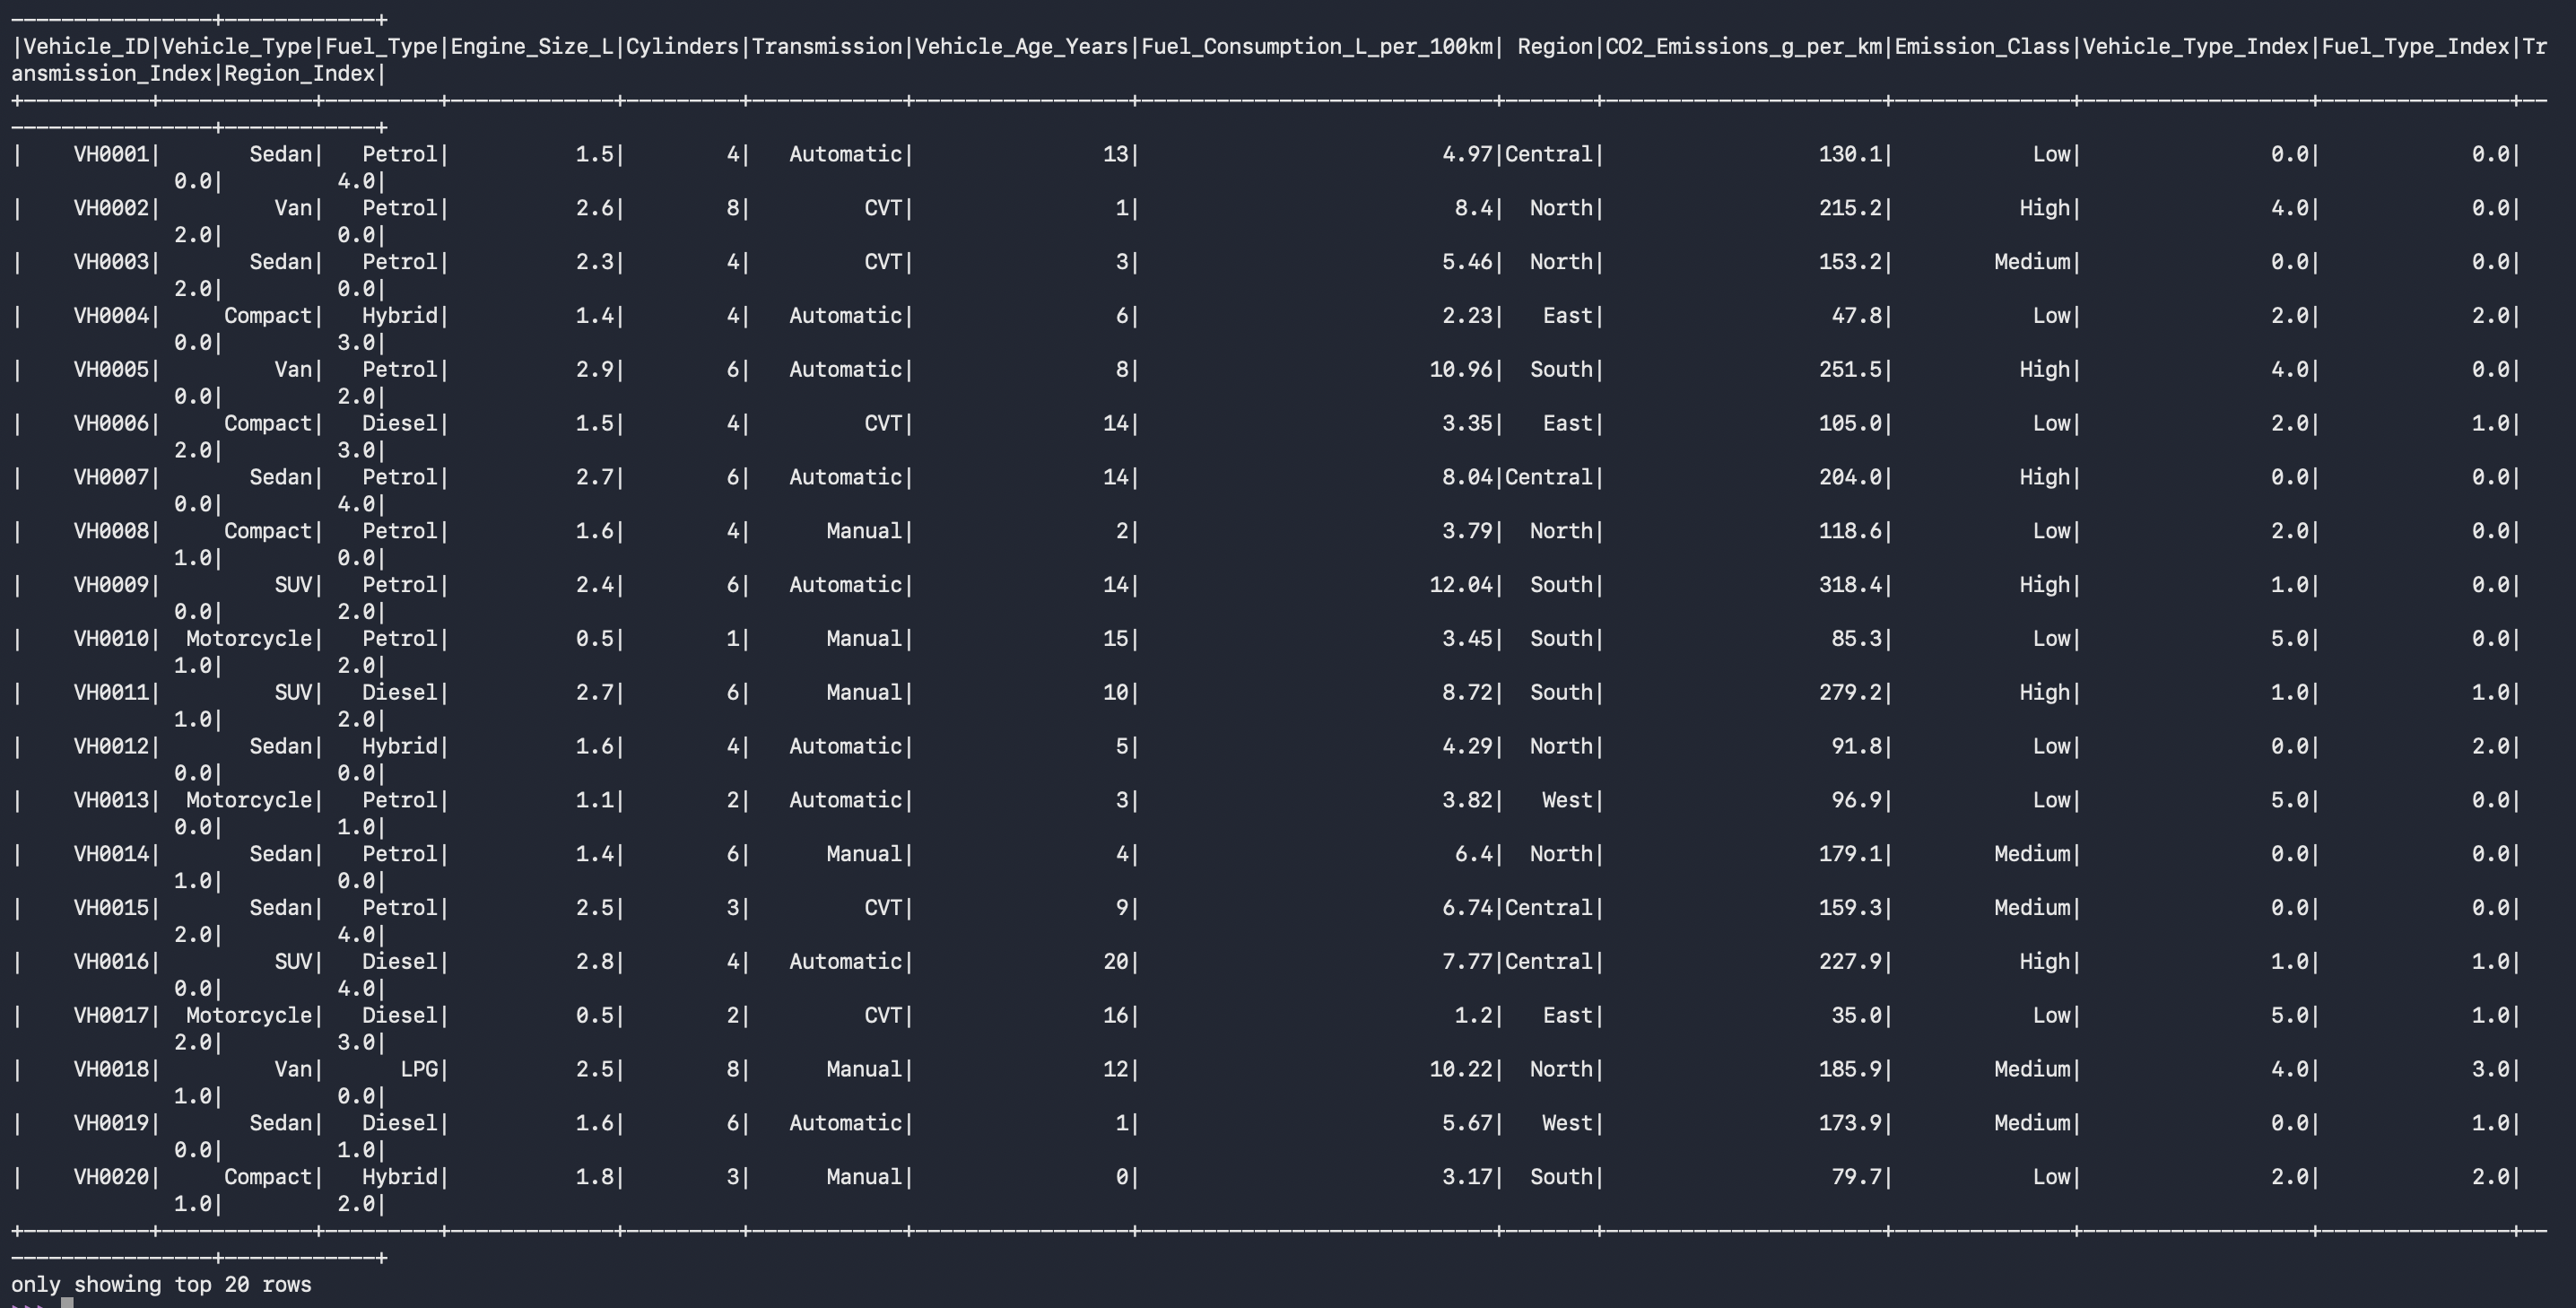 ----------------+------------+
|Vehicle_ID|Vehicle_Type|Fuel_Type|Engine_Size_L|Cylinders|Transmission|Vehicle_Age_Years|Fuel_Consumption_L_per_100km| Region|CO2_Emissions_g_per_km|Emission_Class|Vehicle_Type_Index|Fuel_Type_Index|Tr
ansmission_Index|Region_Index|
+----------+------------+---------+-------------+---------+------------+-----------------+----------------------------+-------+----------------------+--------------+------------------+---------------+--
----------------+------------+
|    VH0001|       Sedan|   Petrol|          1.5|        4|   Automatic|               13|                        4.97|Central|                 130.1|           Low|               0.0|            0.0|
             0.0|         4.0|
|    VH0002|         Van|   Petrol|          2.6|        8|         CVT|                1|                         8.4|  North|                 215.2|          High|               4.0|            0.0|
             2.0|         0.0|
|    VH0003|       Sedan|   Petrol|          2.3|        4|         CVT|                3|                        5.46|  North|                 153.2|        Medium|               0.0|            0.0|
             2.0|         0.0|
|    VH0004|     Compact|   Hybrid|          1.4|        4|   Automatic|                6|                        2.23|   East|                  47.8|           Low|               2.0|            2.0|
             0.0|         3.0|
|    VH0005|         Van|   Petrol|          2.9|        6|   Automatic|                8|                       10.96|  South|                 251.5|          High|               4.0|            0.0|
             0.0|         2.0|
|    VH0006|     Compact|   Diesel|          1.5|        4|         CVT|               14|                        3.35|   East|                 105.0|           Low|               2.0|            1.0|
             2.0|         3.0|
|    VH0007|       Sedan|   Petrol|          2.7|        6|   Automatic|               14|                        8.04|Central|                 204.0|          High|               0.0|            0.0|
             0.0|         4.0|
|    VH0008|     Compact|   Petrol|          1.6|        4|      Manual|                2|                        3.79|  North|                 118.6|           Low|               2.0|            0.0|
             1.0|         0.0|
|    VH0009|         SUV|   Petrol|          2.4|        6|   Automatic|               14|                       12.04|  South|                 318.4|          High|               1.0|            0.0|
             0.0|         2.0|
|    VH0010|  Motorcycle|   Petrol|          0.5|        1|      Manual|               15|                        3.45|  South|                  85.3|           Low|               5.0|            0.0|
             1.0|         2.0|
|    VH0011|         SUV|   Diesel|          2.7|        6|      Manual|               10|                        8.72|  South|                 279.2|          High|               1.0|            1.0|
             1.0|         2.0|
|    VH0012|       Sedan|   Hybrid|          1.6|        4|   Automatic|                5|                        4.29|  North|                  91.8|           Low|               0.0|            2.0|
             0.0|         0.0|
|    VH0013|  Motorcycle|   Petrol|          1.1|        2|   Automatic|                3|                        3.82|   West|                  96.9|           Low|               5.0|            0.0|
             0.0|         1.0|
|    VH0014|       Sedan|   Petrol|          1.4|        6|      Manual|                4|                         6.4|  North|                 179.1|        Medium|               0.0|            0.0|
             1.0|         0.0|
|    VH0015|       Sedan|   Petrol|          2.5|        3|         CVT|                9|                        6.74|Central|                 159.3|        Medium|               0.0|            0.0|
             2.0|         4.0|
|    VH0016|         SUV|   Diesel|          2.8|        4|   Automatic|               20|                        7.77|Central|                 227.9|          High|               1.0|            1.0|
             0.0|         4.0|
|    VH0017|  Motorcycle|   Diesel|          0.5|        2|         CVT|               16|                         1.2|   East|                  35.0|           Low|               5.0|            1.0|
             2.0|         3.0|
|    VH0018|         Van|      LPG|          2.5|        8|      Manual|               12|                       10.22|  North|                 185.9|        Medium|               4.0|            3.0|
             1.0|         0.0|
|    VH0019|       Sedan|   Diesel|          1.6|        6|   Automatic|                1|                        5.67|   West|                 173.9|        Medium|               0.0|            1.0|
             0.0|         1.0|
|    VH0020|     Compact|   Hybrid|          1.8|        3|      Manual|                0|                        3.17|  South|                  79.7|           Low|               2.0|            2.0|
             1.0|         2.0|
+----------+------------+---------+-------------+---------+------------+-----------------+----------------------------+-------+----------------------+--------------+------------------+---------------+--
----------------+------------+
only showing top 20 rows
>>>